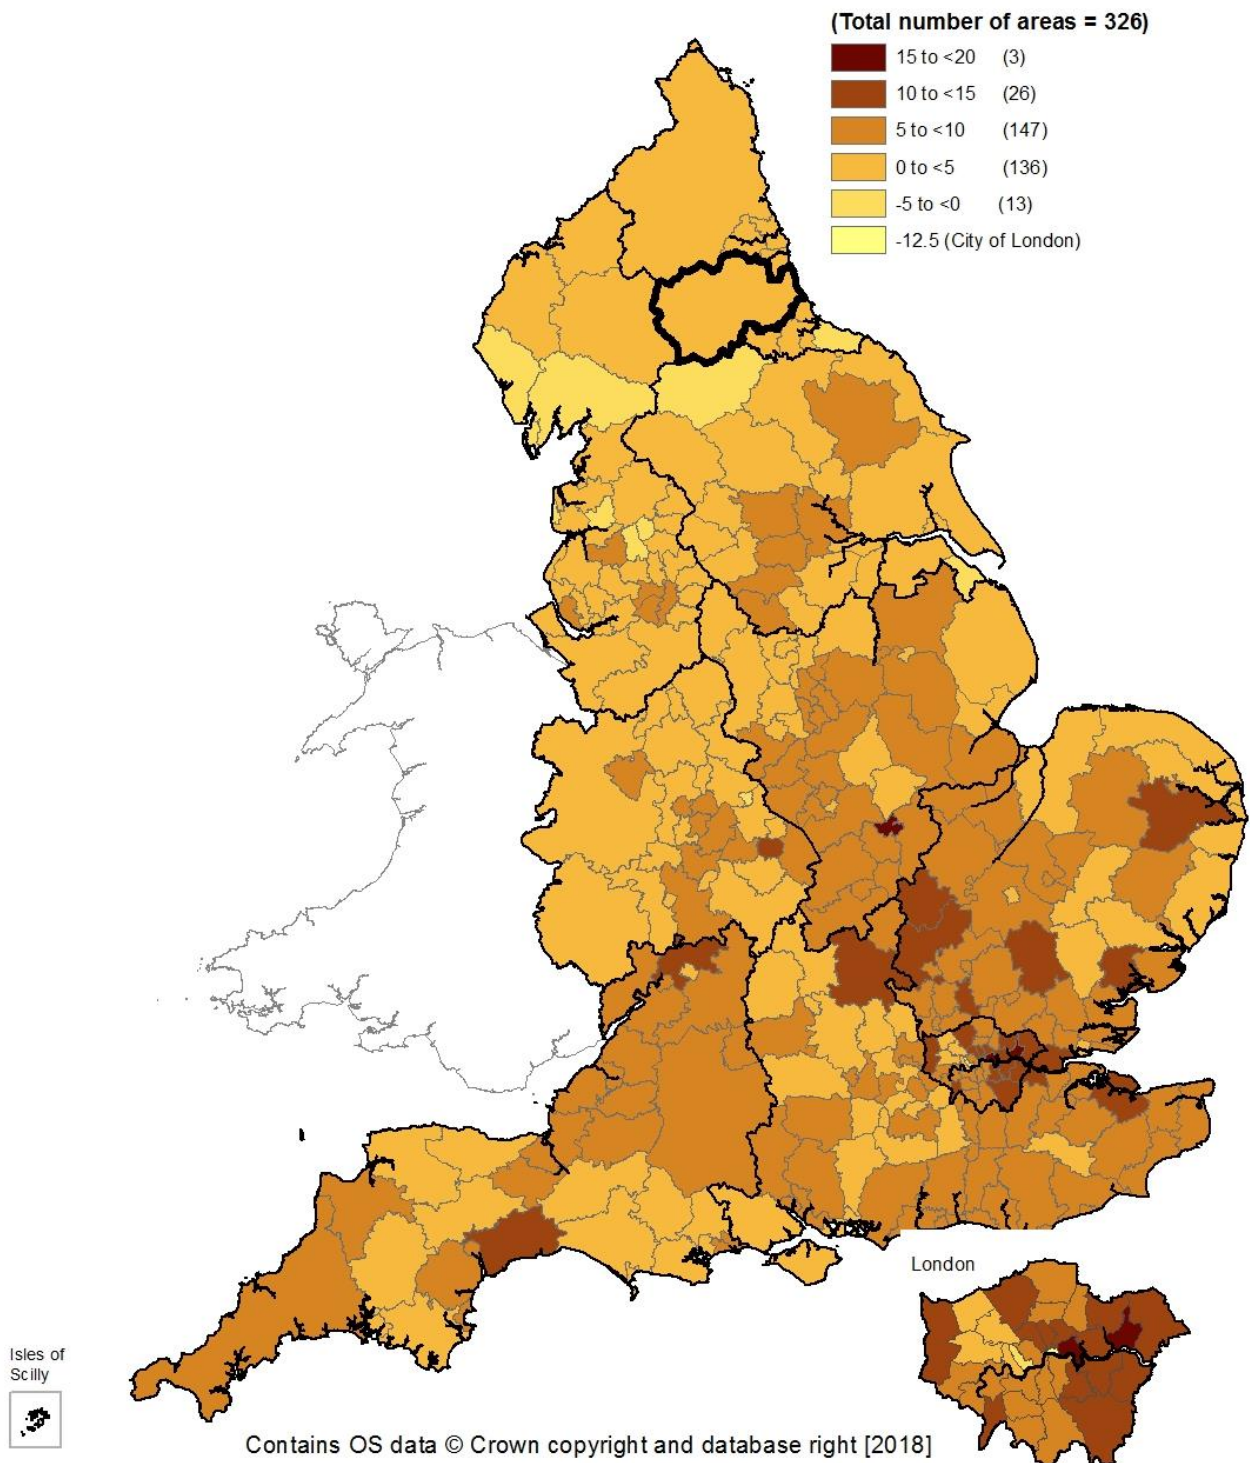 (Total number of areas = 326)
15 to <20 (3)
10 to <15 (26)
5 to <10 (147)
0 to <5 (136)
-5 to <0 (13)
-12.5 (City of London)
London
Isles of
Scilly
Contains OS data © Crown copyright and database right [2018]